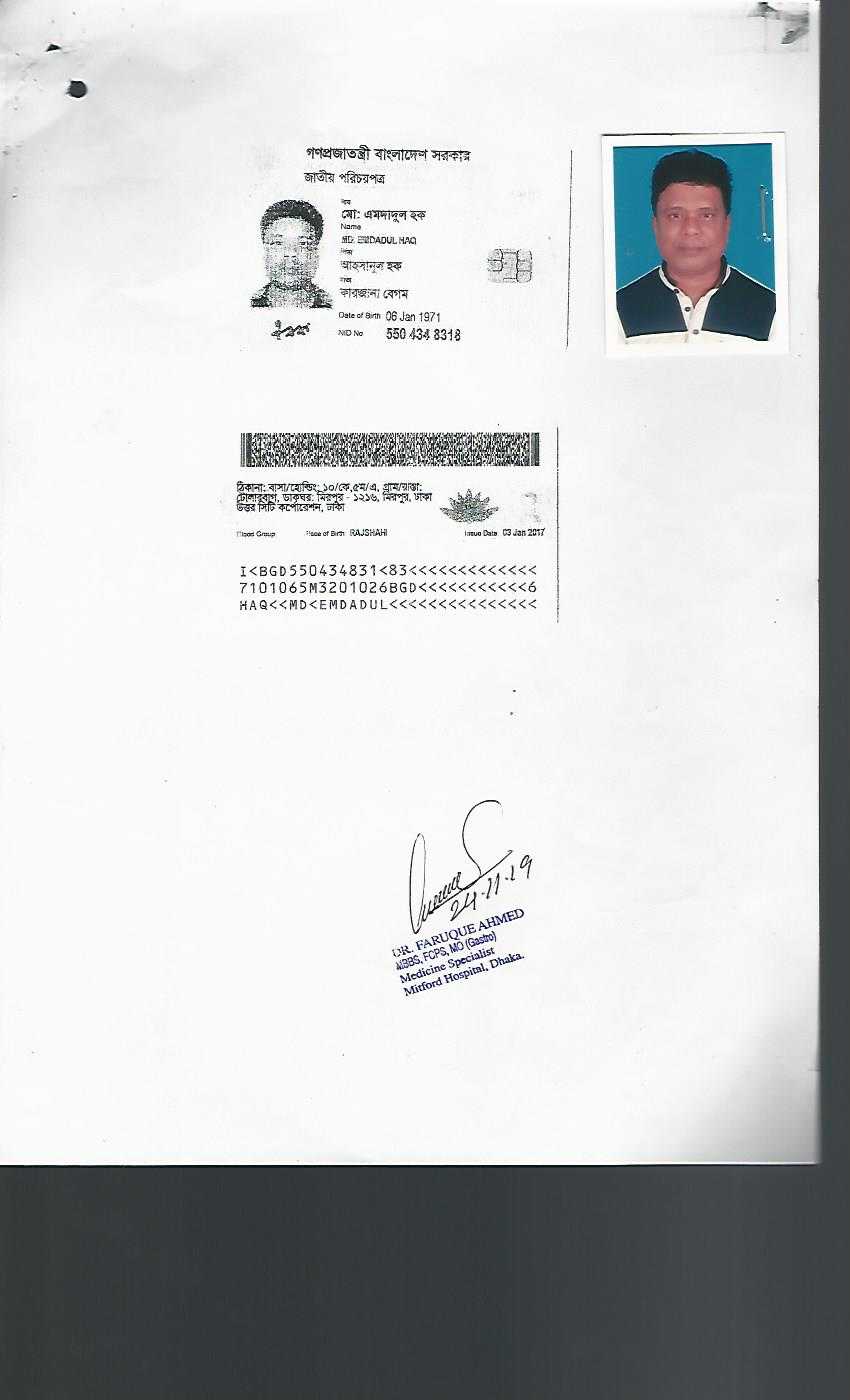 গণপ্রজাতন্ত্রী বাংলাদেশ সরকার
জাতীয় পরিচয়পত্র
নাম
মো: এমদাদুল হক
Name
MD. EMDADUL HAQ
পিতা
আহসানুল হক
মাতা
বেগম
Date of Birth 06 Jan 1971
NID No 550 434 8318
ঠিকানা: বাসা/হোল্ডিং: ১০/কে,৫ম/এ, গ্রাম/রাস্তা:
টোলারবাগ, ডাকঘর: মিরপুর - ১২১৬, মিরপুর, ঢাকা
উত্তর সিটি কর্পোরেশন, ঢাকা
Blood Group Place of Birth RAJSHAHI Issue Date 03 Jan 2017
I<BGD550434831<83<<<<<<<<<<<<<
7101065M3201026BGD<<<<<<<<<<<6
HAQ<<MD<EMDADUL<<<<<<<<<<<<<<<
24.11.19
DR. FARUQUE AHMED
MBBS, FCPS, MD (Gastro)
Medicine Specialist
Mitford Hospital, Dhaka.